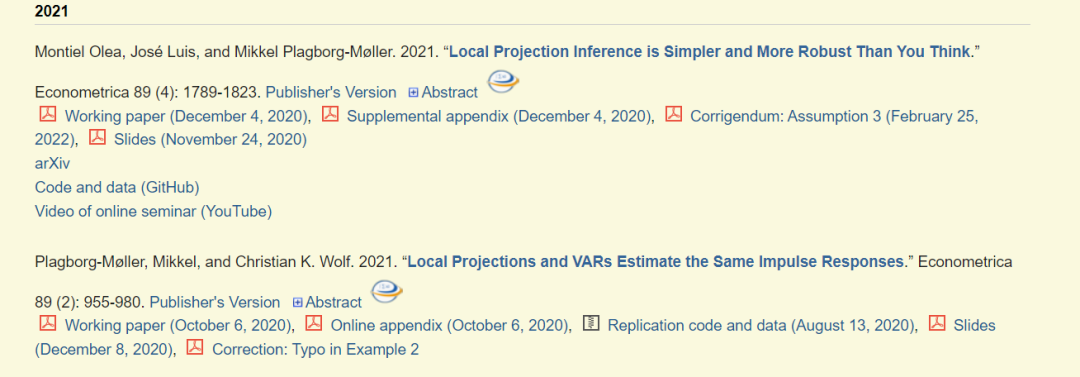 2021
Montiel Olea, José Luis, and Mikkel Plagborg-Møller. 2021. “Local Projection Inference is Simpler and More Robust Than You Think.”
Econometrica 89 (4): 1789-1823. Publisher's Version Abstract
Working paper (December 4, 2020), Supplemental appendix (December 4, 2020), Corrigendum: Assumption 3 (February 25,
2022), Slides (November 24, 2020)
arXiv
Code and data (GitHub)
Video of online seminar (YouTube)
Plagborg-Møller, Mikkel, and Christian K. Wolf. 2021. “Local Projections and VARs Estimate the Same Impulse Responses.” Econometrica
89 (2): 955-980. Publisher's Version Abstract
Working paper (October 6, 2020), Online appendix (October 6, 2020), Replication code and data (August 13, 2020), Slides
(December 8, 2020), Correction: Typo in Example 2